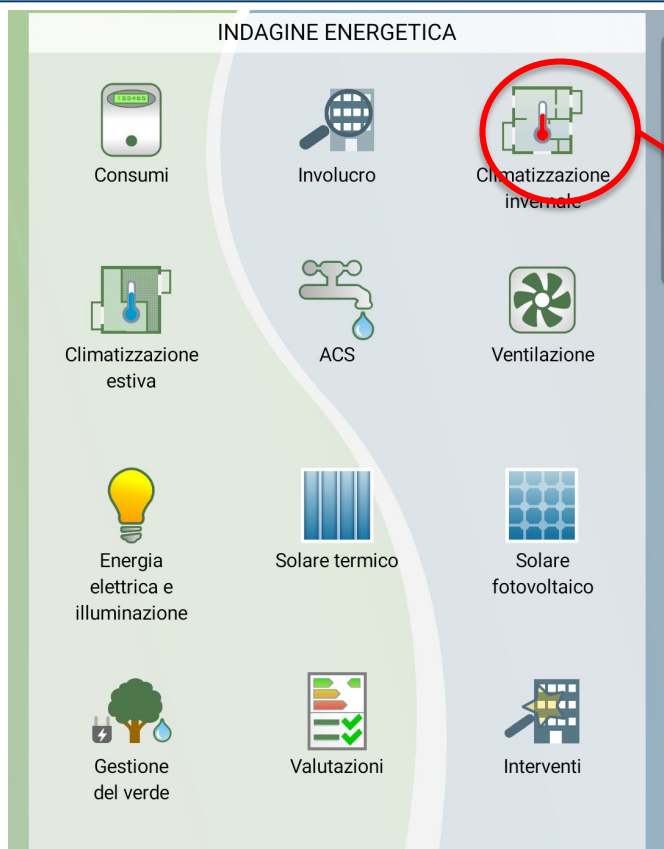 INDAGINE ENERGETICA
123465
Consumi
Involucro
Climatizzazione
invernale
Climatizzazione
estiva
ACS
Ventilazione
Energia
elettrica e
illuminazione
Solare termico
Solare
fotovoltaico
Gestione
del verde
Valutazioni
Interventi